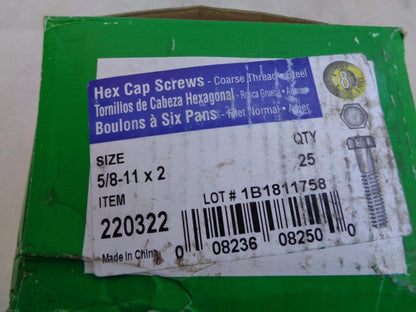 Hex Cap Screws - Coarse Thread - Steel
Tornillos de Cabeza Hexagonal - Rosca Gruesa - Acero
Boulons à Six Pans - Filet Normal - Acier
8
SIZE
5/8-11 x 2
QTY
25
ITEM
220322
LOT # 1B1811758
Made in China
0 08236 08250 0